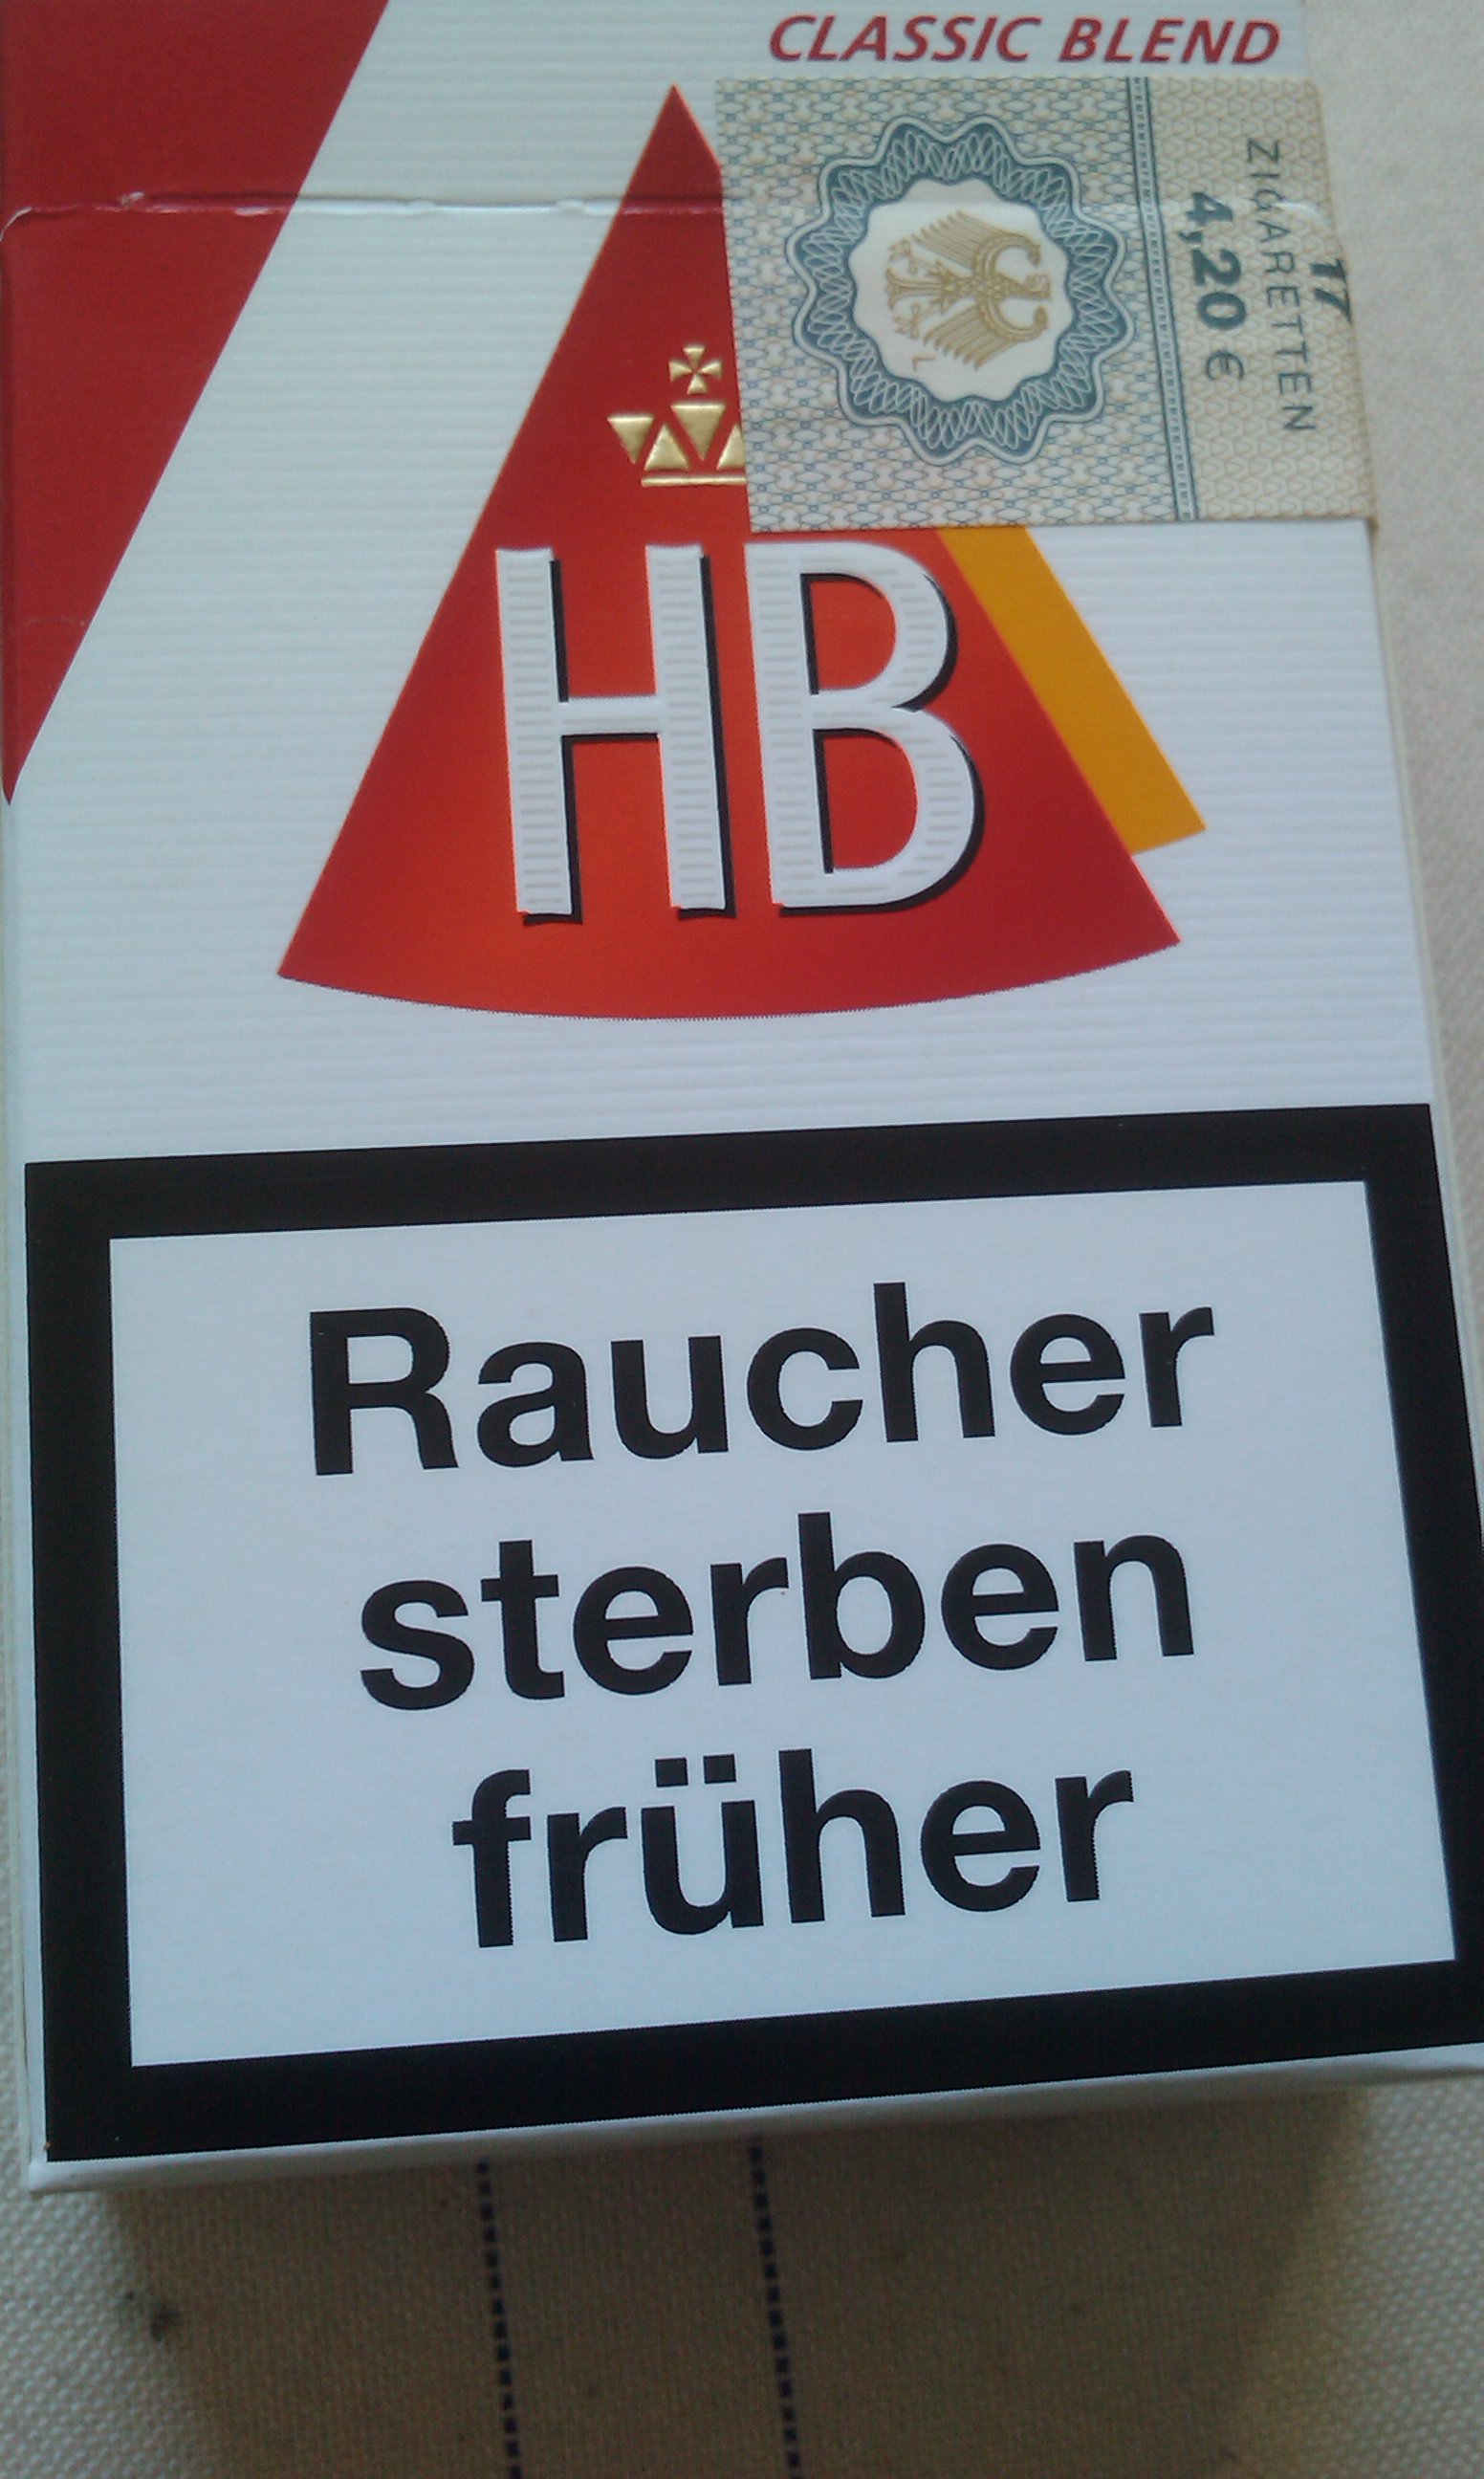 CLASSIC BLEND
17
ZIGARETTEN
4,20 €
HB
Raucher
sterben
früher